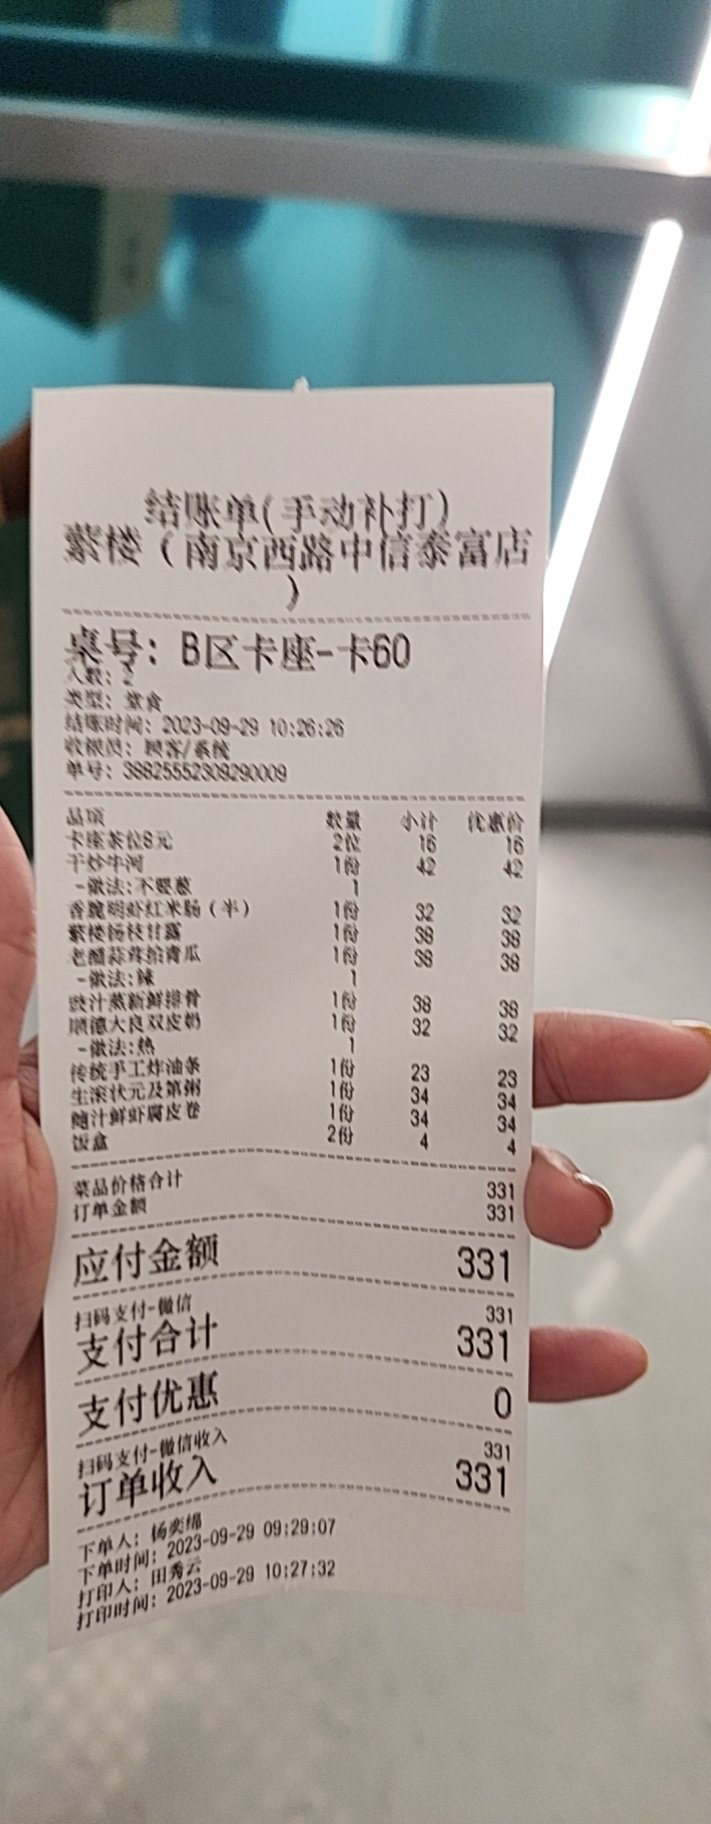 结账单(手动补打)
蘩楼（南京西路中信泰富店
）
桌号: B区卡座-卡60
人数: 2
类型: 堂食
结账时间: 2023-09-29 10:26:26
收银员: 顾客/系统
单号: 38825552309290009
品项 数量 小计 优惠价
卡座茶位8元 2位 16 16
干炒牛河 1份 42 42
-做法:不要葱 1
香脆明虾红米肠（半） 1份 32 32
蘩楼杨枝甘露 1份 38 38
老醋蒜茸拍青瓜 1份 38 38
-做法:辣 1
豉汁蒸新鲜排骨 1份 38 38
顺德大良双皮奶 1份 32 32
-做法:热 1
传统手工炸油条 1份 23 23
生滚状元及第粥 1份 34 34
鲍汁鲜虾腐皮卷 1份 34 34
饭盒 2份 4 4
菜品价格合计 331
订单金额 331
应付金额 331
扫码支付-微信 331
支付合计 331
支付优惠 0
扫码支付-微信收入 331
订单收入 331
下单人: 杨奕绵
下单时间: 2023-09-29 09:29:07
打印人: 田秀云
打印时间: 2023-09-29 10:27:32